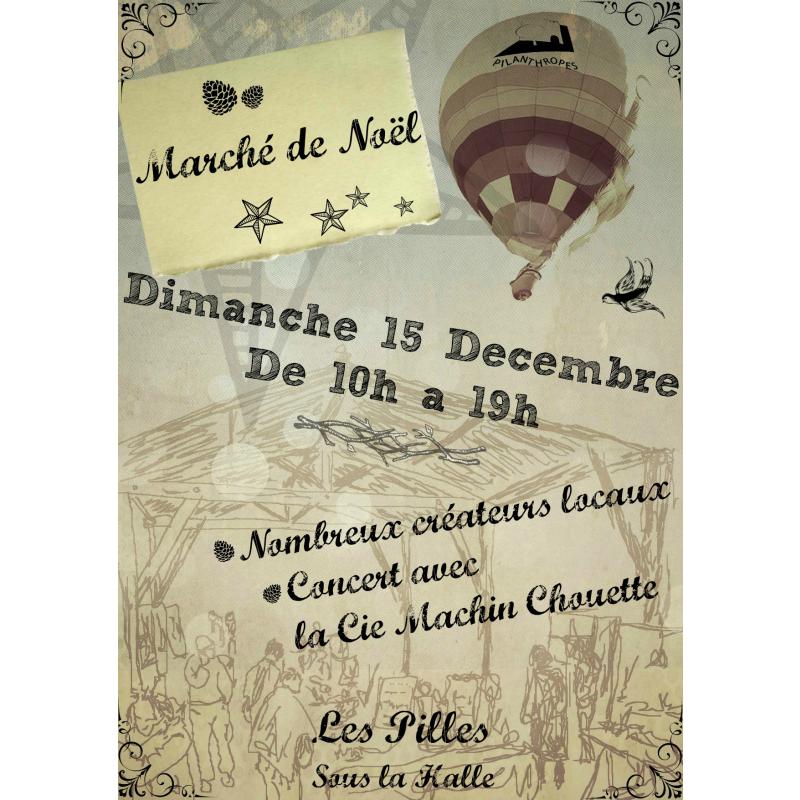 PILANTHROPES
Marché de Noël
Dimanche 15 Decembre
De 10h a 19h
Nombreux créateurs locaux
Concert avec
la Cie Machin Chouette
Les Pilles
Sous la Halle